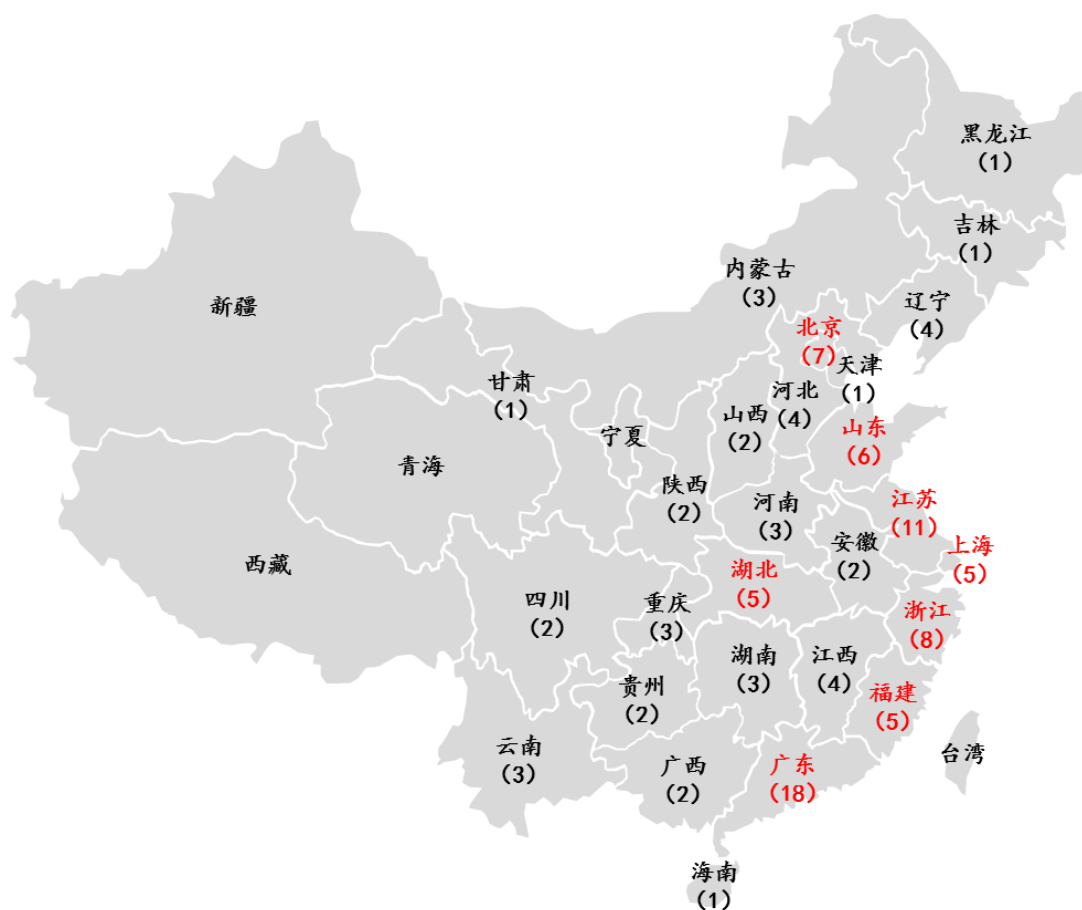 黑龙江
（1）
吉林
（1）
内蒙古
（3）
辽宁
（4）
新疆
北京
（7）
天津
（1）
甘肃
（1）
河北
（4）
山西
（2）
山东
（6）
宁夏
青海
陕西
（2）
河南
（3）
江苏
（11）
安徽
（2）
上海
（5）
西藏
湖北
（5）
四川
（2）
重庆
（3）
浙江
（8）
湖南
（3）
江西
（4）
贵州
（2）
福建
（5）
云南
（3）
广西
（2）
广东
（18）
台湾
海南
（1）